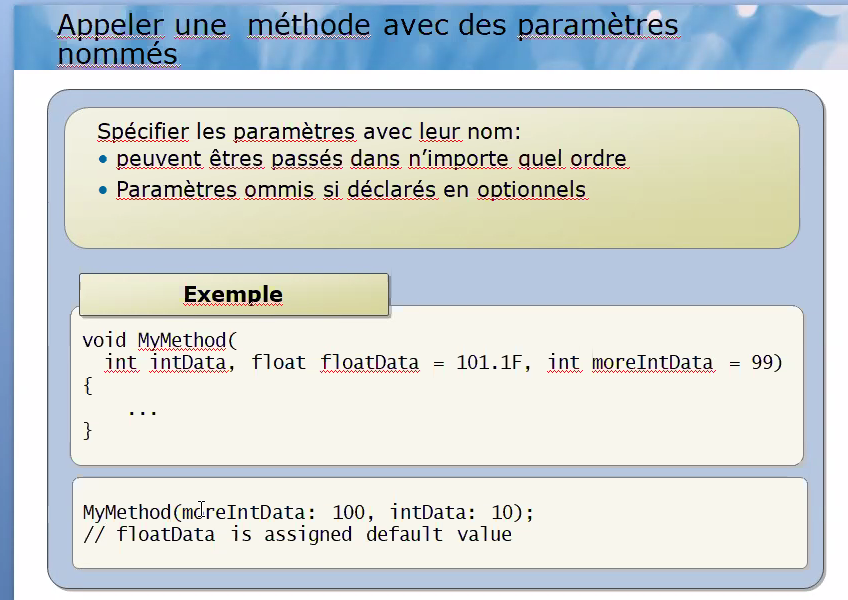 Appeler une méthode avec des paramètres
nommés
Spécifier les paramètres avec leur nom:
• peuvent êtres passés dans n’importe quel ordre
• Paramètres ommis si déclarés en optionnels
Exemple
void MyMethod(
int intData, float floatData = 101.1F, int moreIntData = 99)
{
...
}
MyMethod(moreIntData: 100, intData: 10);
// floatData is assigned default value